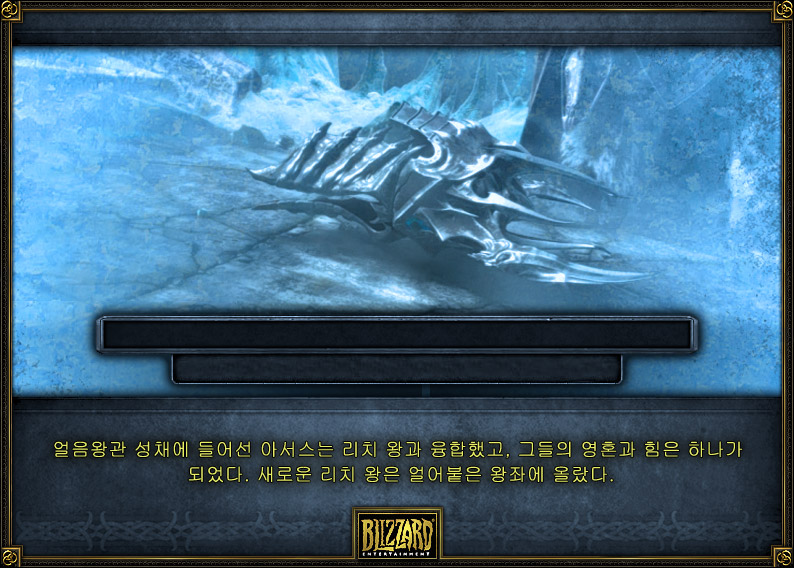 얼음왕관 성채에 들어선 아서스는 리치 왕과 융합했고, 그들의 영혼과 힘은 하나가
되었다. 새로운 리치 왕은 얼어붙은 왕좌에 올랐다.
BLIZZARD
ENTERTAINMENT